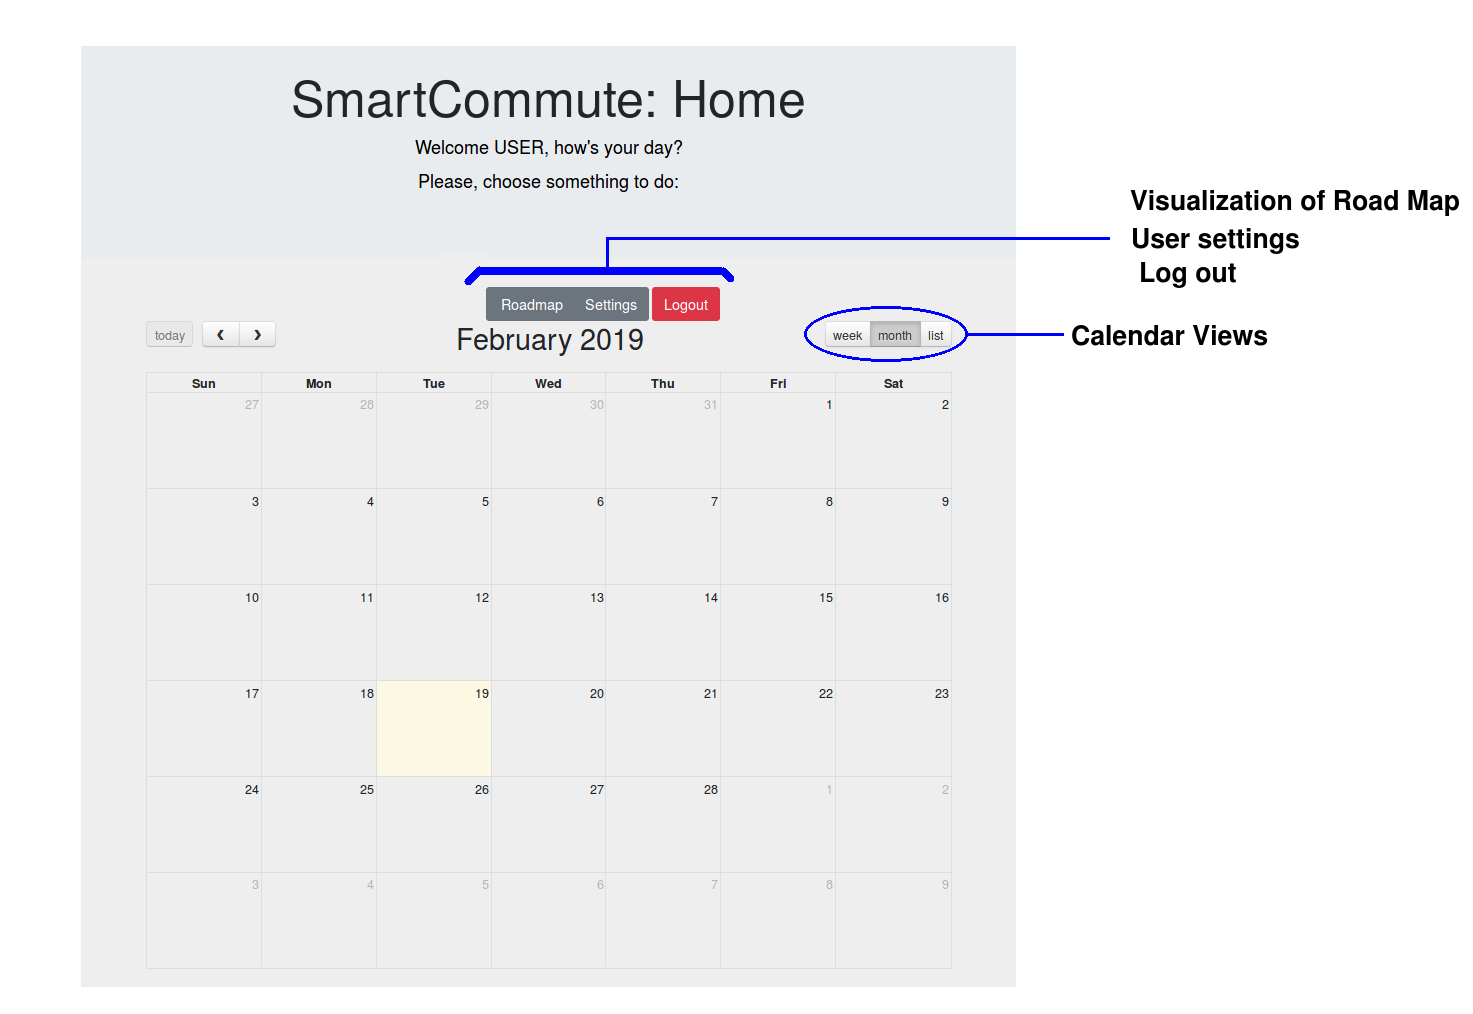 SmartCommute: Home
Welcome USER, how's your day?
Please, choose something to do:
Visualization of Road Map
User settings
Log out
Roadmap Settings Logout
today ‹ › February 2019 week month list
Calendar Views
Sun Mon Tue Wed Thu Fri Sat
27 28 29 30 31 1 2
3 4 5 6 7 8 9
10 11 12 13 14 15 16
17 18 19 20 21 22 23
24 25 26 27 28 1 2
3 4 5 6 7 8 9